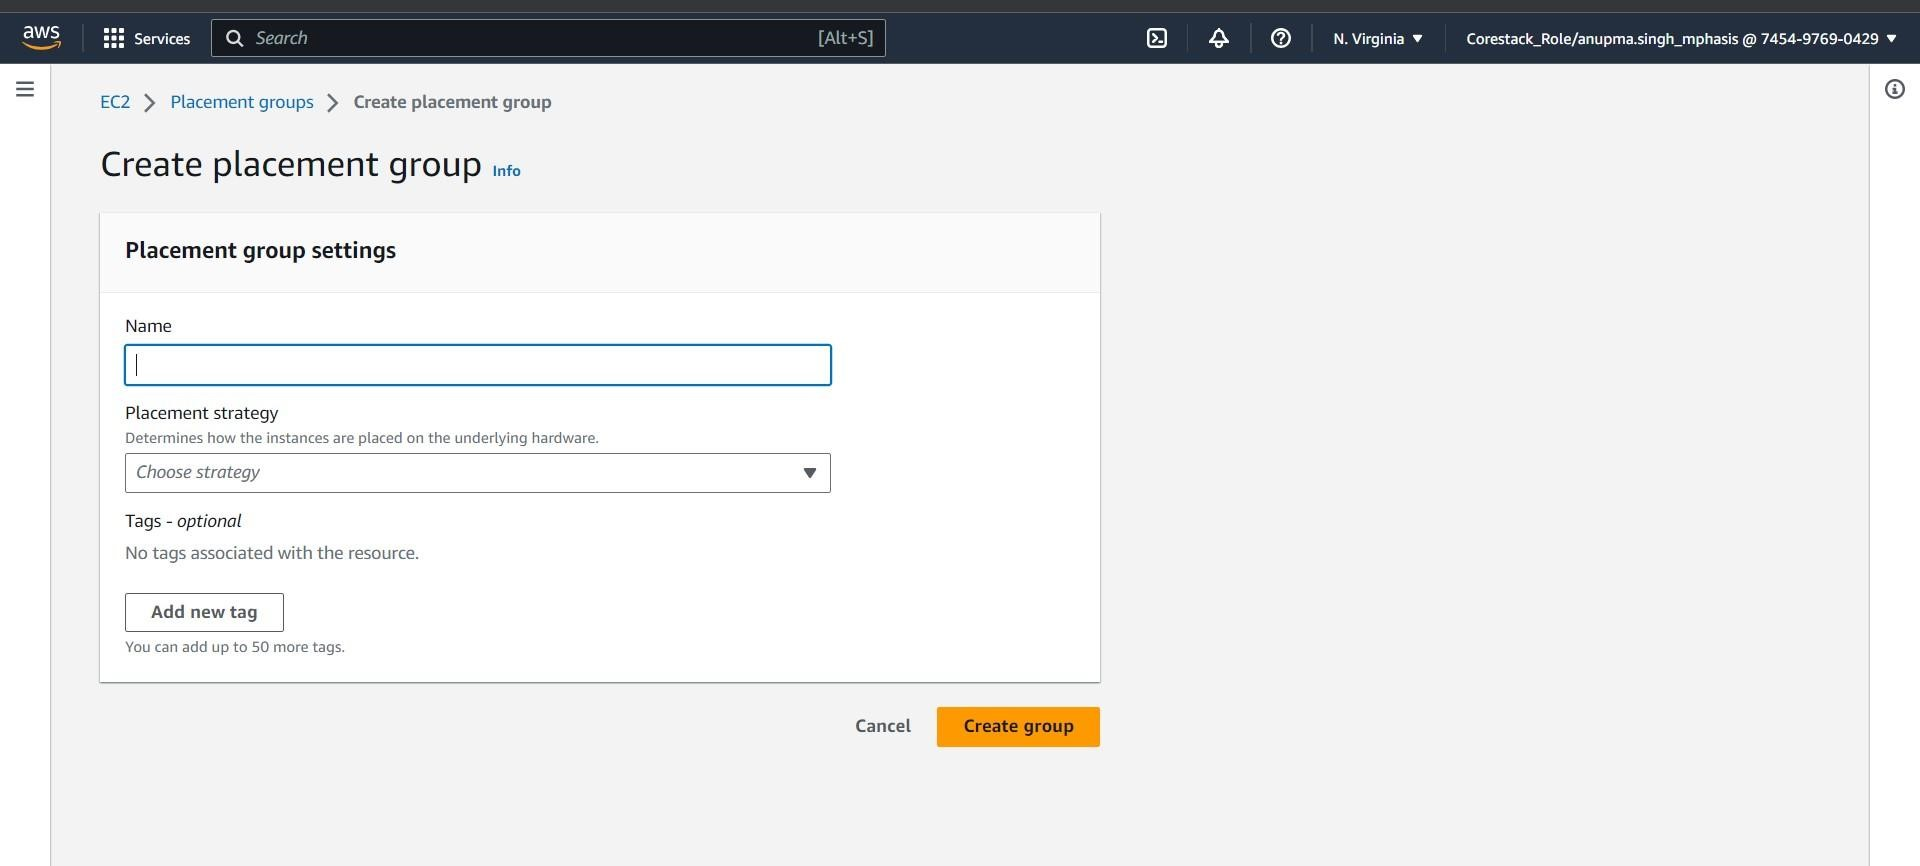 aws Services Search [Alt+S] N. Virginia Corestack_Role/anupma.singh_mphasis @ 7454-9769-0429
EC2 > Placement groups > Create placement group
Create placement group Info
Placement group settings
Name
Placement strategy
Determines how the instances are placed on the underlying hardware.
Choose strategy
Tags - optional
No tags associated with the resource.
Add new tag
You can add up to 50 more tags.
Cancel Create group